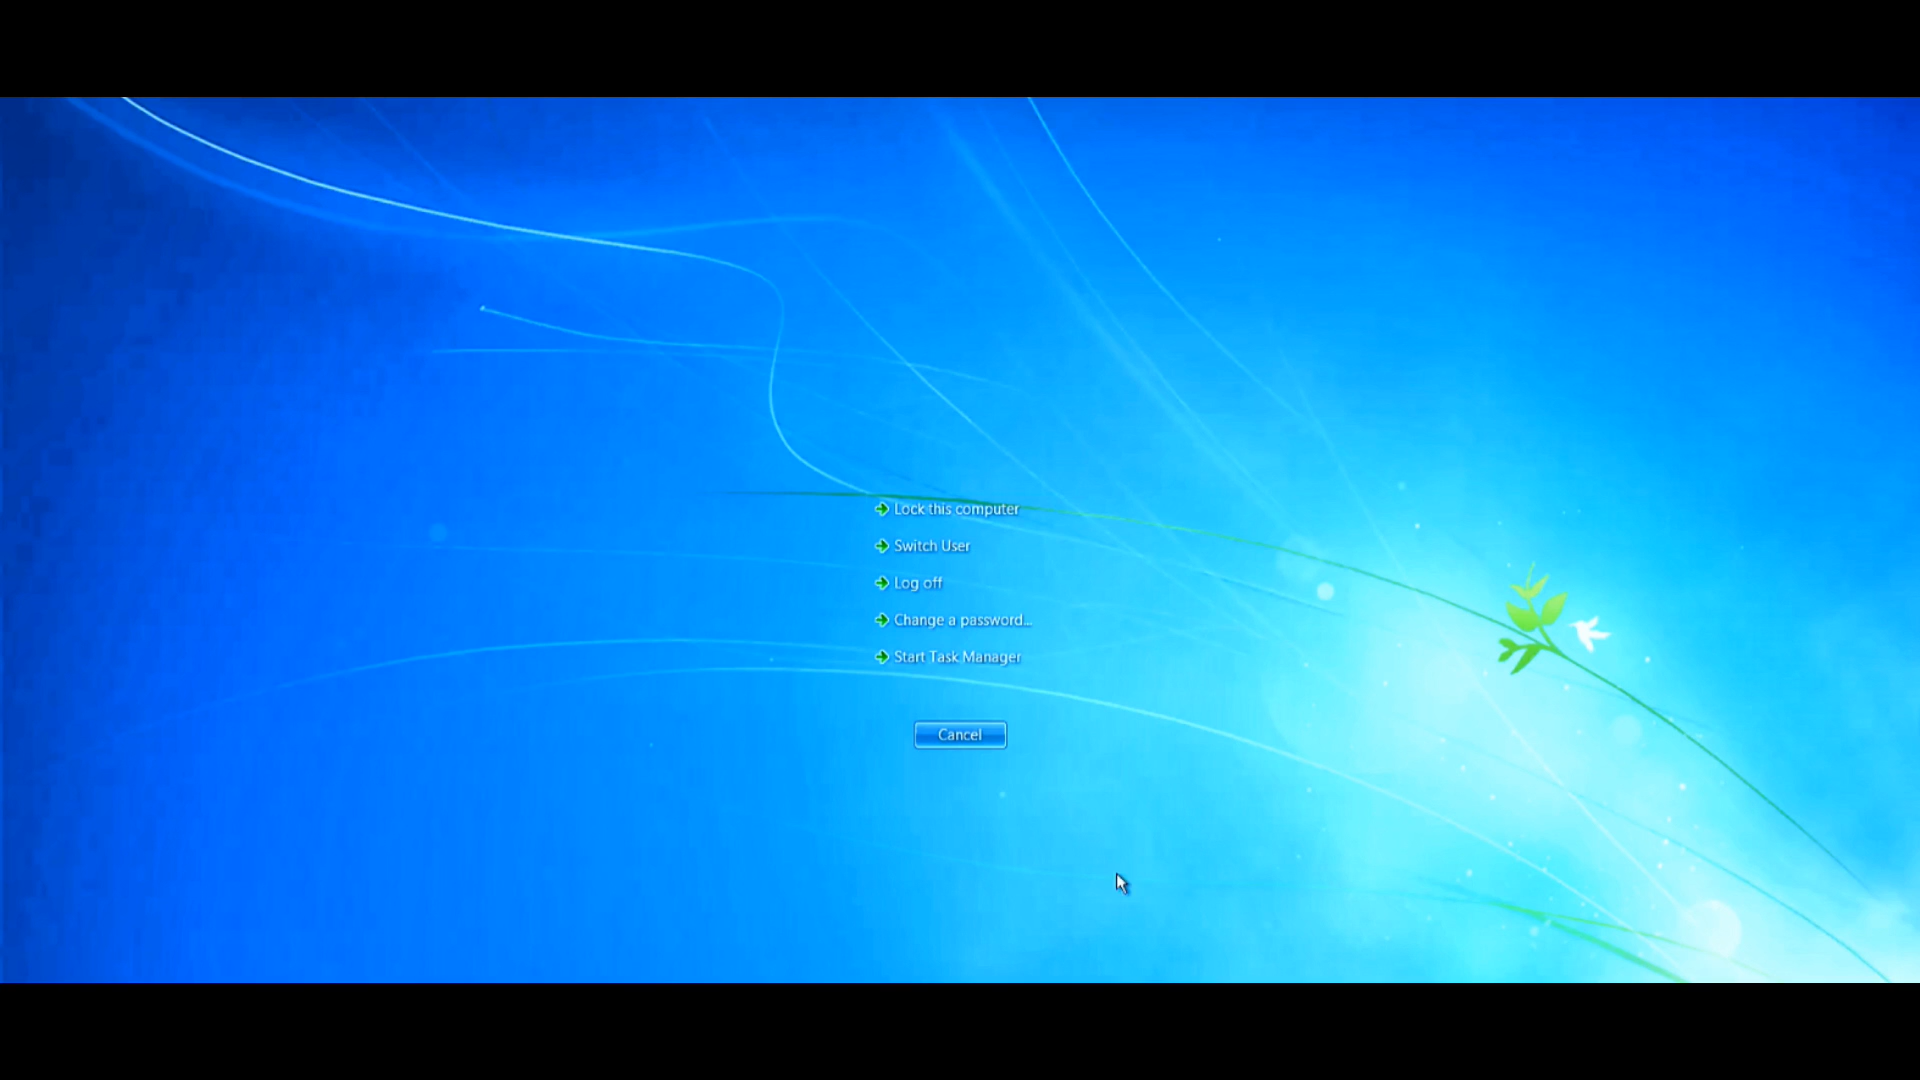 Lock this computer
Switch User
Log off
Change a password...
Start Task Manager
Cancel